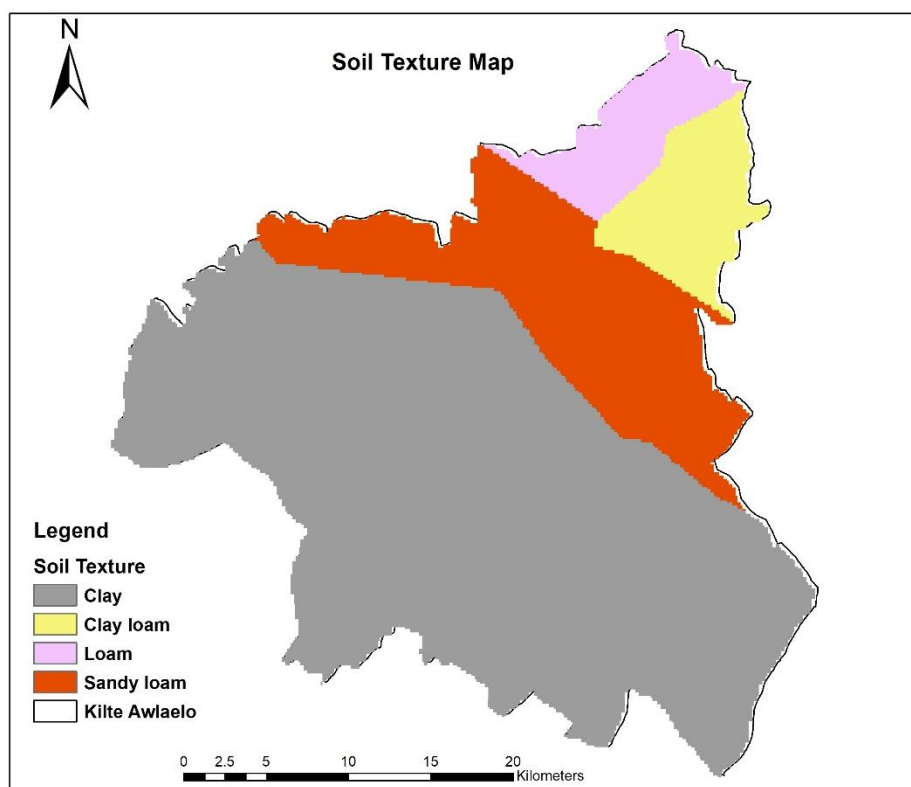 N
Soil Texture Map
Legend
Soil Texture
Clay
Clay loam
Loam
Sandy loam
Kilte Awlaelo
0 2.5 5 10 15 20
Kilometers